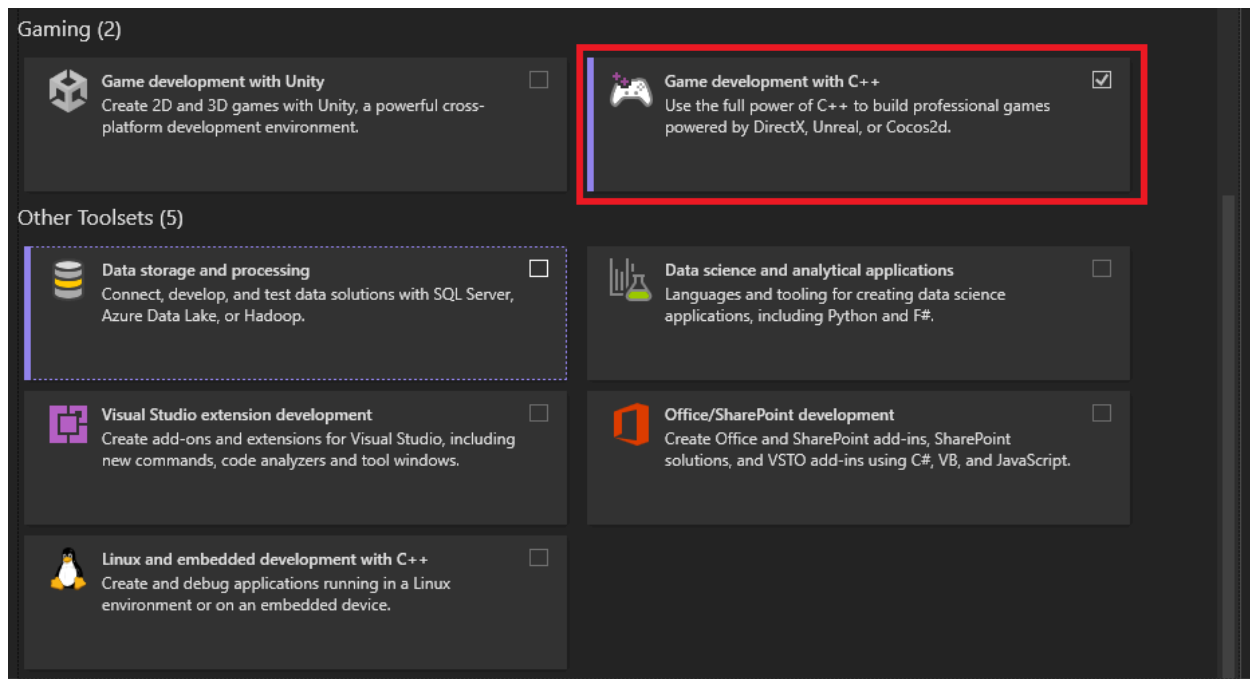 Gaming (2)
Game development with Unity
Create 2D and 3D games with Unity, a powerful cross-
platform development environment.
Game development with C++
Use the full power of C++ to build professional games
powered by DirectX, Unreal, or Cocos2d.
Other Toolsets (5)
Data storage and processing
Connect, develop, and test data solutions with SQL Server,
Azure Data Lake, or Hadoop.
Data science and analytical applications
Languages and tooling for creating data science
applications, including Python and F#.
Visual Studio extension development
Create add-ons and extensions for Visual Studio, including
new commands, code analyzers and tool windows.
Office/SharePoint development
Create Office and SharePoint add-ins, SharePoint
solutions, and VSTO add-ins using C#, VB, and JavaScript.
Linux and embedded development with C++
Create and debug applications running in a Linux
environment or on an embedded device.